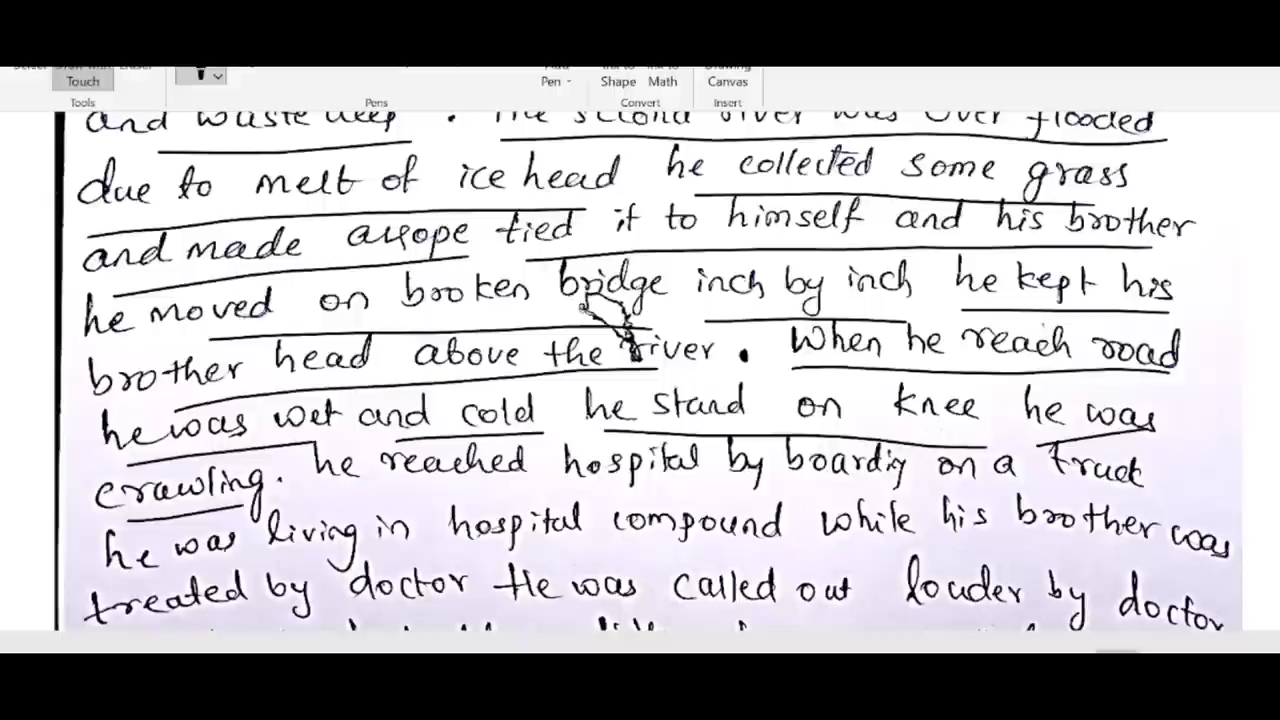 Touch
Pen
Shape Math
Canvas
Tools
Pens
Convert
Insert
and waste deep . The second river was over flooded
due to melt of ice head he collected some grass
and made a rope tied it to himself and his brother
he moved on broken bridge inch by inch he kept his
brother head above the river . When he reach road
he was wet and cold he stand on knee he was
crawling. he reached hospital by boardig on a truck
he was living in hospital compound while his brother was
treated by doctor He was called out louder by doctor